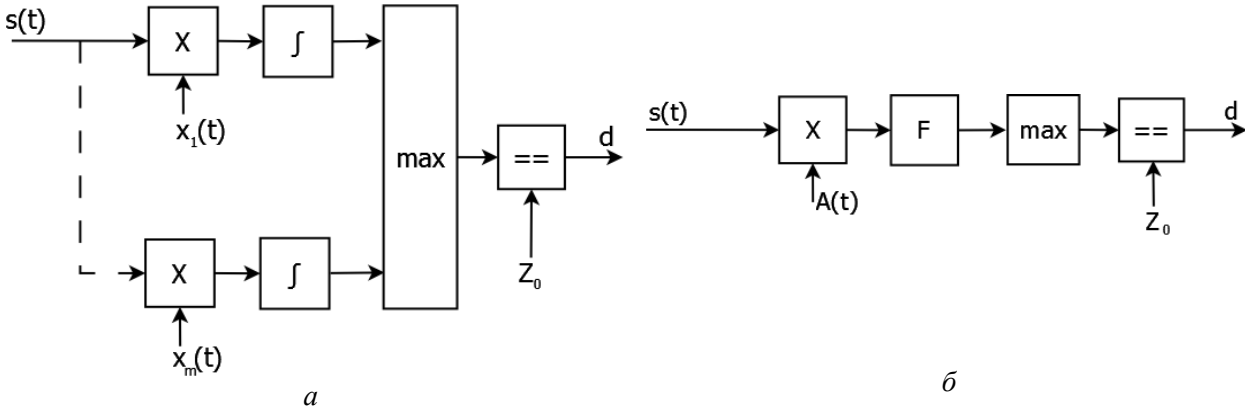 s(t)
X
∫
x₁(t)
max
==
d
Z₀
X
∫
xₘ(t)
а
s(t)
X
F
max
==
d
A(t)
Z₀
б